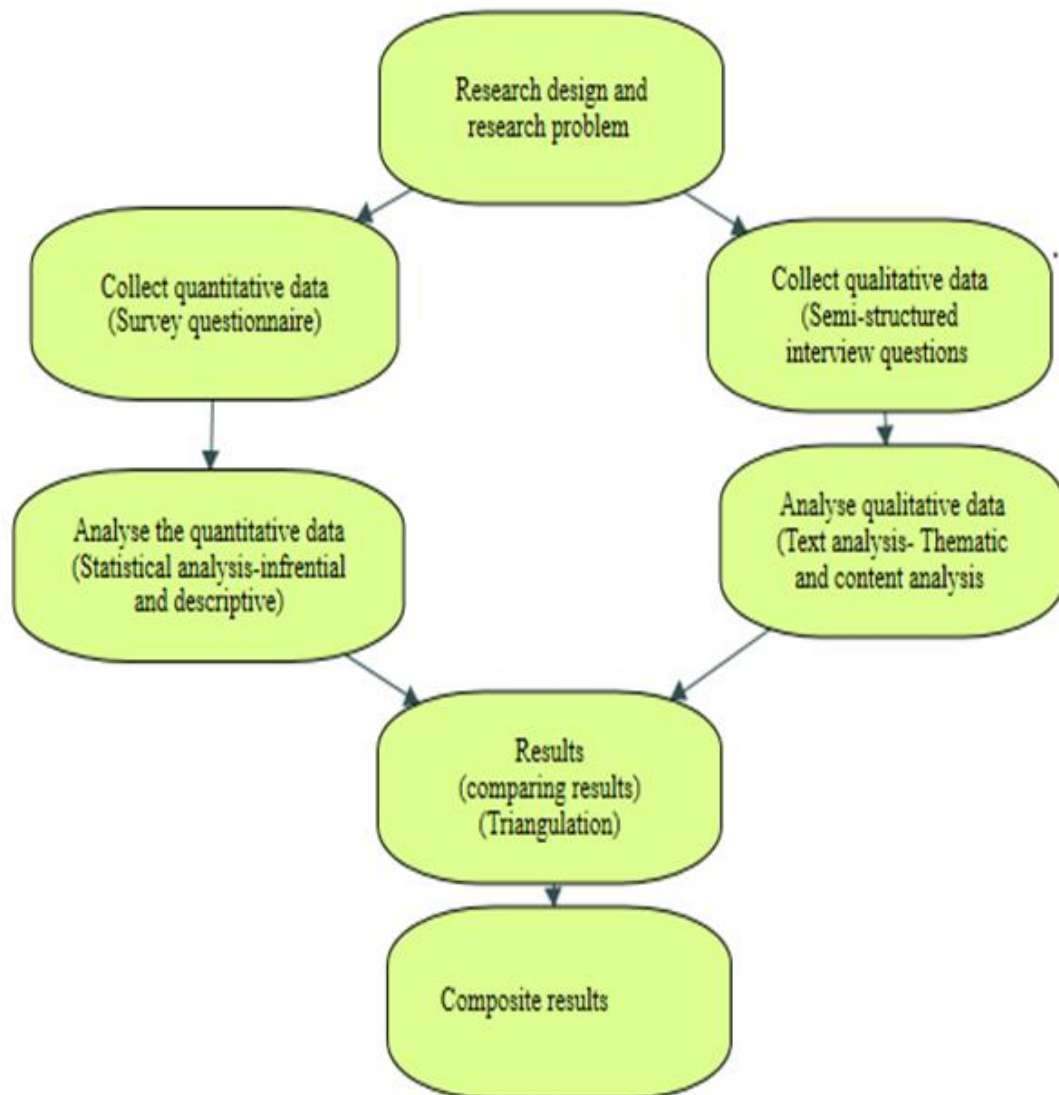 Research design and
research problem
Collect quantitative data
(Survey questionnaire)
Collect qualitative data
(Semi-structured
interview questions
Analyse the quantitative data
(Statistical analysis-infrential
and descriptive)
Analyse qualitative data
(Text analysis- Thematic
and content analysis
Results
(comparing results)
(Triangulation)
Composite results